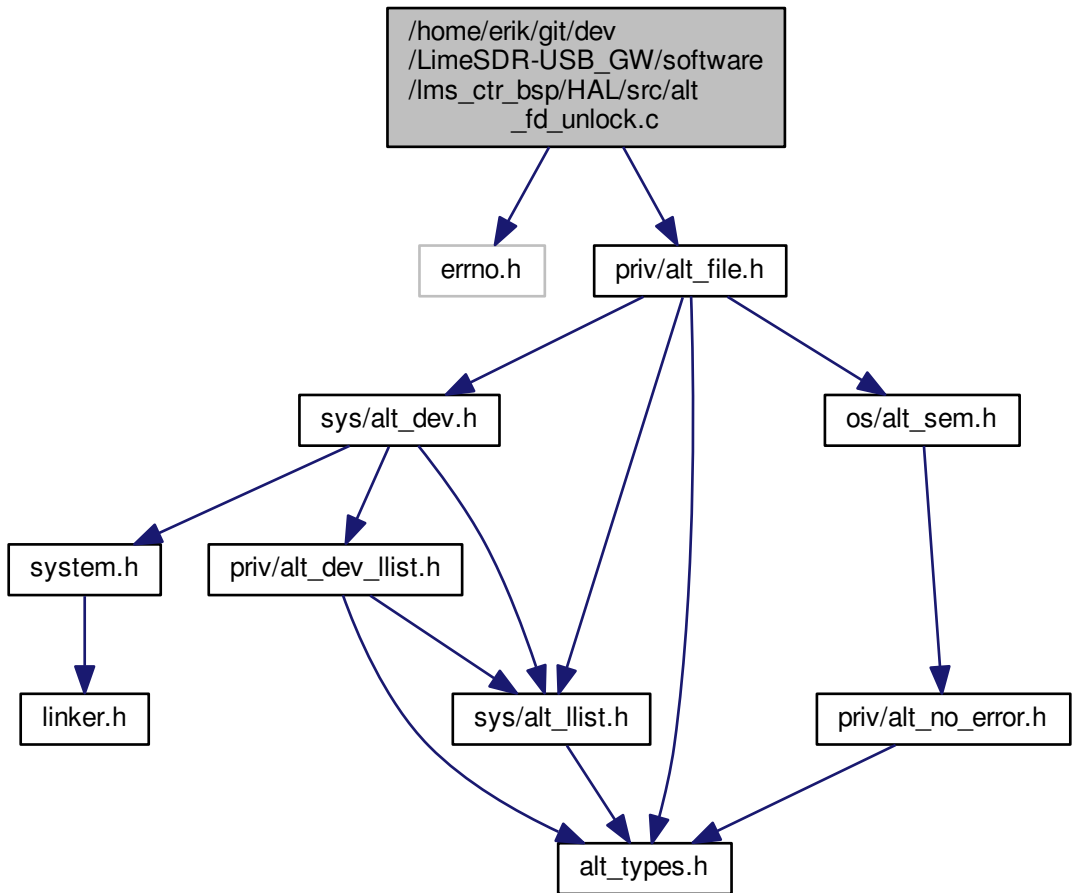 /home/erik/git/dev
/LimeSDR-USB_GW/software
/lms_ctr_bsp/HAL/src/alt
_fd_unlock.c
errno.h
priv/alt_file.h
sys/alt_dev.h
os/alt_sem.h
system.h
priv/alt_dev_llist.h
linker.h
sys/alt_llist.h
priv/alt_no_error.h
alt_types.h